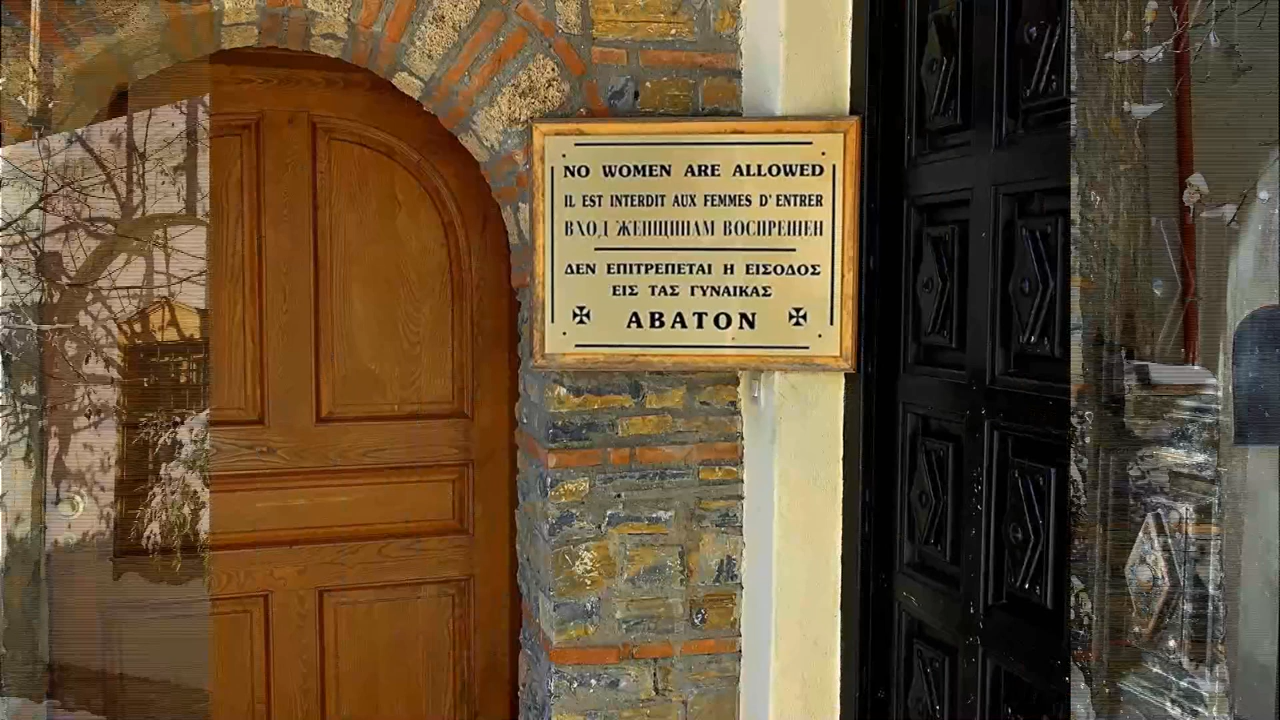 NO WOMEN ARE ALLOWED
IL EST INTERDIT AUX FEMMES D'ENTRER
ВХОД ЖЕНЩИНАМ ВОСПРЕЩЕН
ΔΕΝ ΕΠΙΤΡΕΠΕΤΑΙ Η ΕΙΣΟΔΟΣ
ΕΙΣ ΤΑΣ ΓΥΝΑΙΚΑΣ
ΑΒΑΤΟΝ